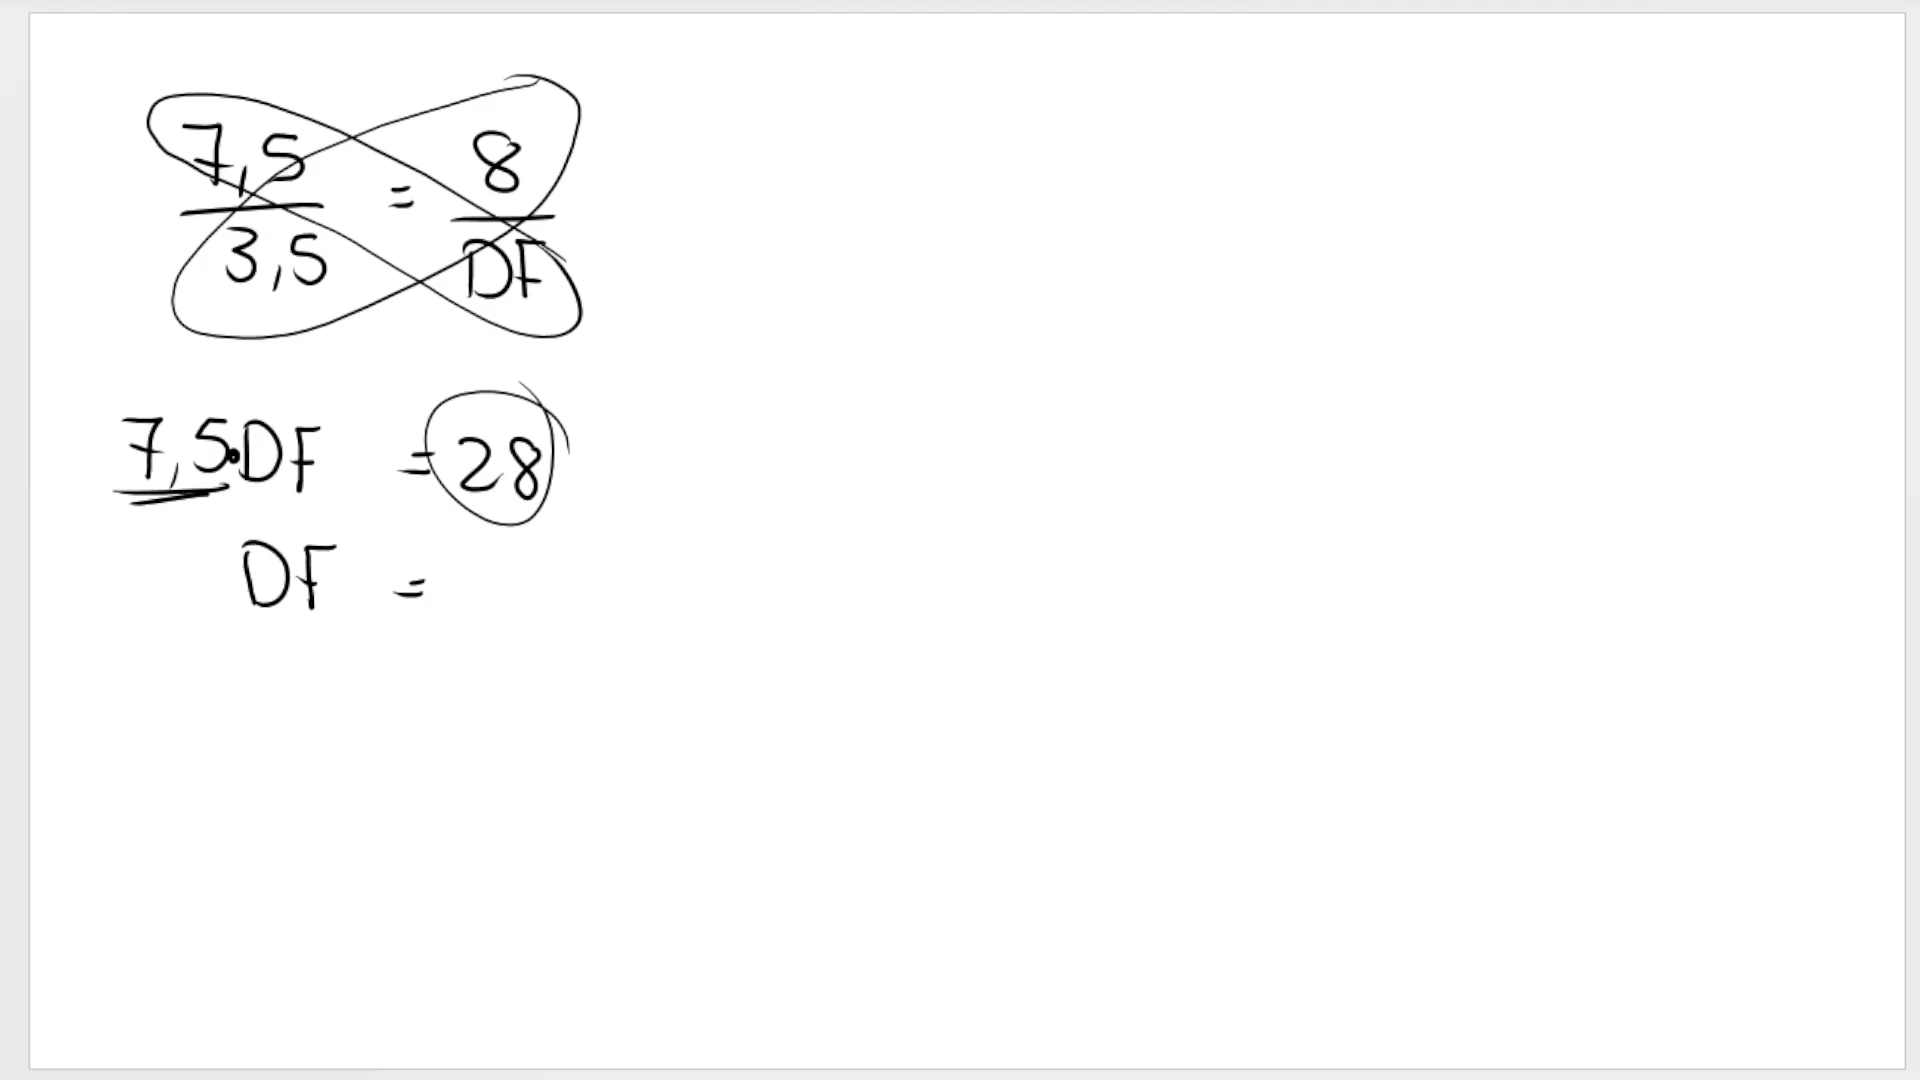 7,5 / 3,5 = 8 / DF
7,5•DF = 28
DF =